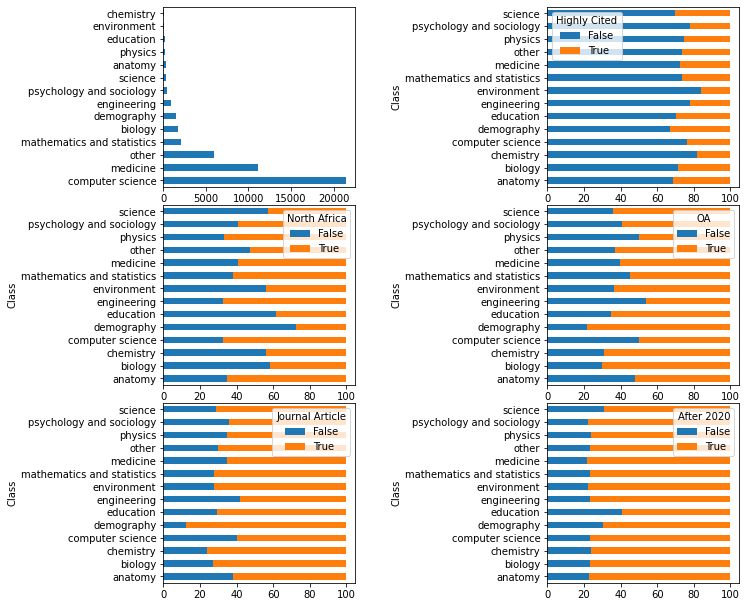 chemistry
environment
education
physics
anatomy
science
psychology and sociology
engineering
demography
biology
mathematics and statistics
other
medicine
computer science
0 5000 10000 15000 20000
Class
science
psychology and sociology
physics
other
medicine
mathematics and statistics
environment
engineering
education
demography
computer science
chemistry
biology
anatomy
0 20 40 60 80 100
Highly Cited
False
True
Class
science
psychology and sociology
physics
other
medicine
mathematics and statistics
environment
engineering
education
demography
computer science
chemistry
biology
anatomy
0 20 40 60 80 100
North Africa
False
True
Class
science
psychology and sociology
physics
other
medicine
mathematics and statistics
environment
engineering
education
demography
computer science
chemistry
biology
anatomy
0 20 40 60 80 100
OA
False
True
Class
science
psychology and sociology
physics
other
medicine
mathematics and statistics
environment
engineering
education
demography
computer science
chemistry
biology
anatomy
0 20 40 60 80 100
Journal Article
False
True
Class
science
psychology and sociology
physics
other
medicine
mathematics and statistics
environment
engineering
education
demography
computer science
chemistry
biology
anatomy
0 20 40 60 80 100
After 2020
False
True